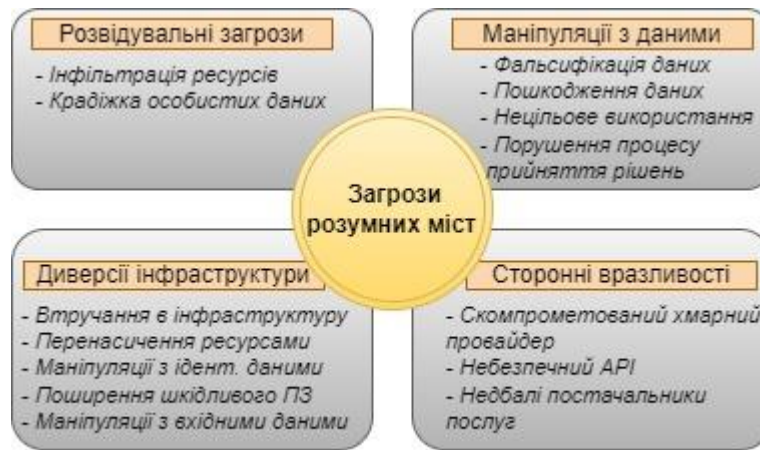 Розвідувальні загрози
- Інфільтрація ресурсів
- Крадіжка особистих даних
Маніпуляції з даними
- Фальсифікація даних
- Пошкодження даних
- Нецільове використання
- Порушення процесу
прийняття рішень
Загрози
розумних міст
Диверсії інфраструктури
- Втручання в інфраструктуру
- Перенасичення ресурсами
- Маніпуляції з ідент. даними
- Поширення шкідливого ПЗ
- Маніпуляції з вхідними даними
Сторонні вразливості
- Скомпрометований хмарний
провайдер
- Небезпечний API
- Недбалі постачальники
послуг